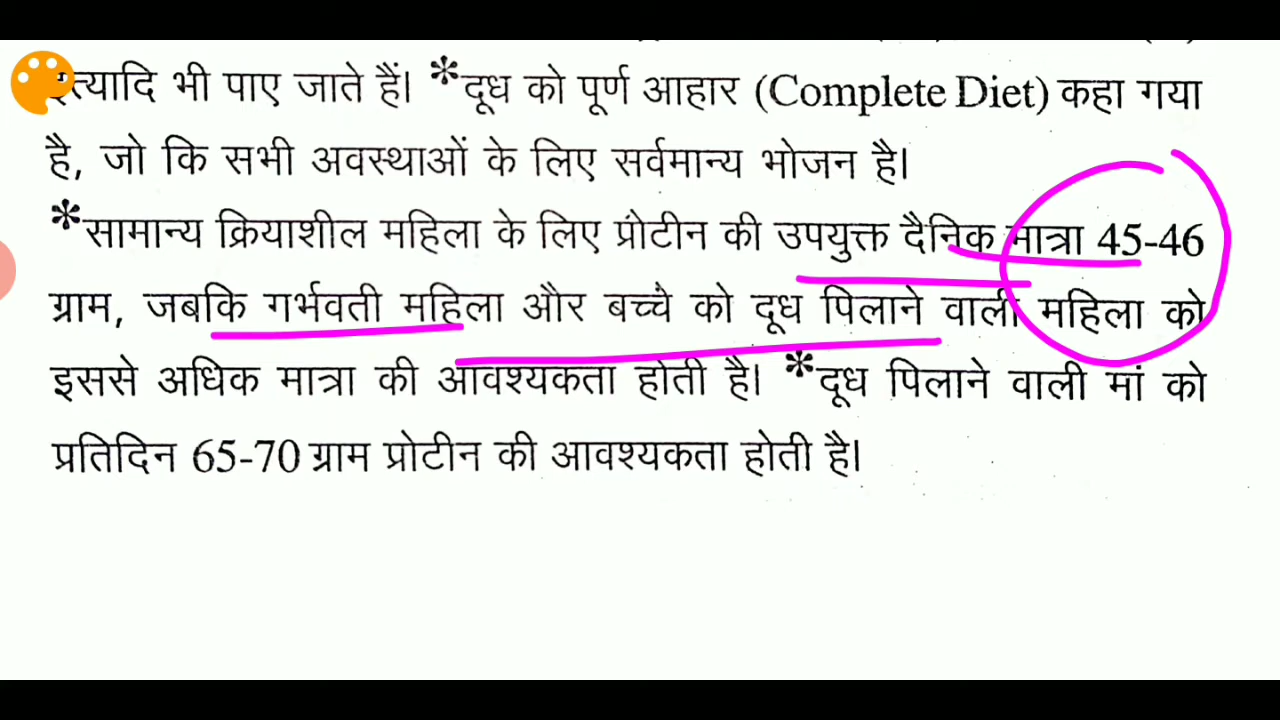 इत्यादि भी पाए जाते हैं। *दूध को पूर्ण आहार (Complete Diet) कहा गया
है, जो कि सभी अवस्थाओं के लिए सर्वमान्य भोजन है।
*सामान्य क्रियाशील महिला के लिए प्रोटीन की उपयुक्त दैनिक मात्रा 45-46
ग्राम, जबकि गर्भवती महिला और बच्चे को दूध पिलाने वाली महिला को
इससे अधिक मात्रा की आवश्यकता होती है। *दूध पिलाने वाली मां को
प्रतिदिन 65-70 ग्राम प्रोटीन की आवश्यकता होती है।